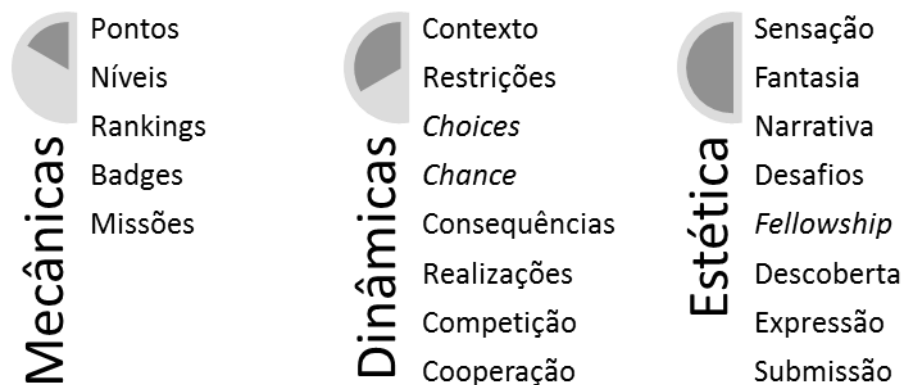 Mecânicas
Pontos
Níveis
Rankings
Badges
Missões
Dinâmicas
Contexto
Restrições
Choices
Chance
Consequências
Realizações
Competição
Cooperação
Estética
Sensação
Fantasia
Narrativa
Desafios
Fellowship
Descoberta
Expressão
Submissão